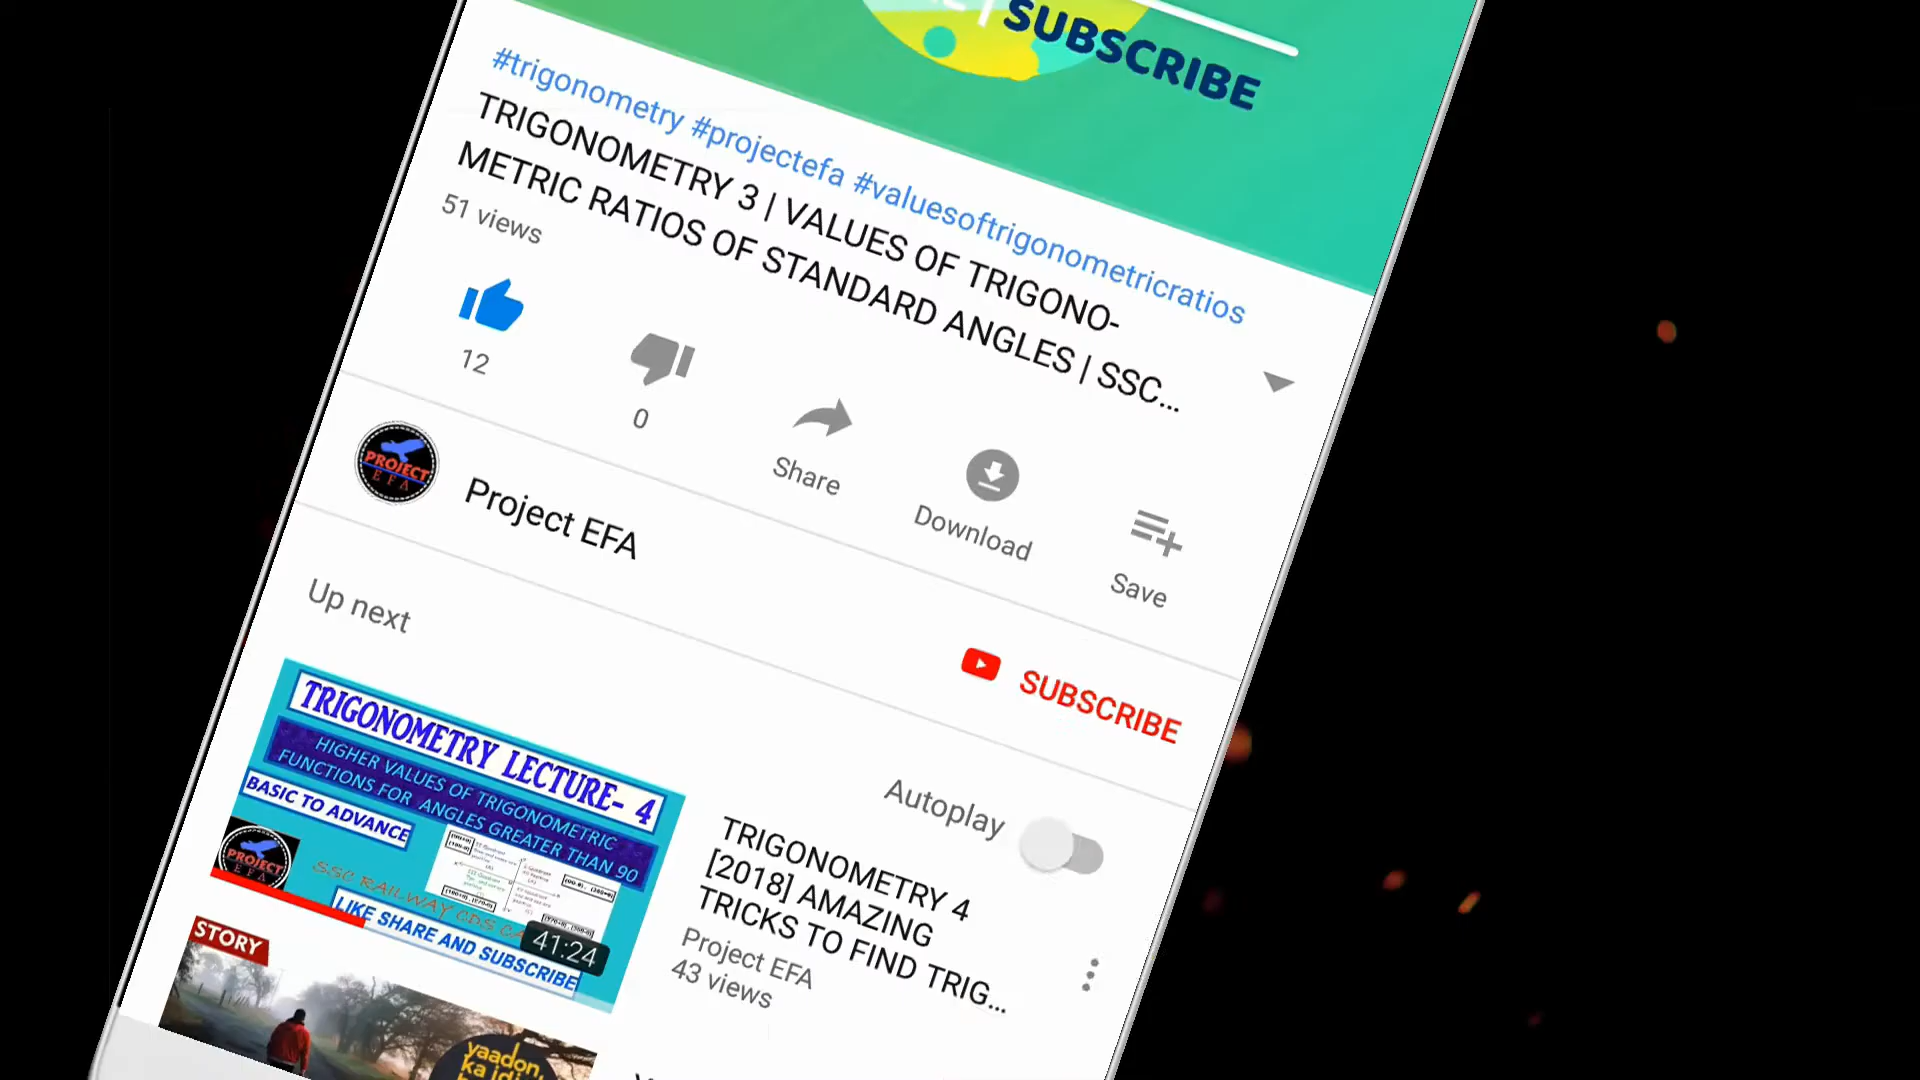 SUBSCRIBE
#trigonometry #projectefa #valuesoftrigonometricratios
TRIGONOMETRY 3 | VALUES OF TRIGONO-
METRIC RATIOS OF STANDARD ANGLES | SSC...
51 views
12
0
Share
Download
Save
PROJECT
EFA
Project EFA
SUBSCRIBE
Up next
Autoplay
TRIGONOMETRY LECTURE- 4
HIGHER VALUES OF TRIGONOMETRIC
FUNCTIONS FOR ANGLES GREATER THAN 90
BASIC TO ADVANCE
PROJECT
EFA
SSC RAILWAY CDS
LIKE SHARE AND SUBSCRIBE
41:24
TRIGONOMETRY 4
[2018] AMAZING
TRICKS TO FIND TRIG...
Project EFA
43 views
STORY
yaadon
ka idi